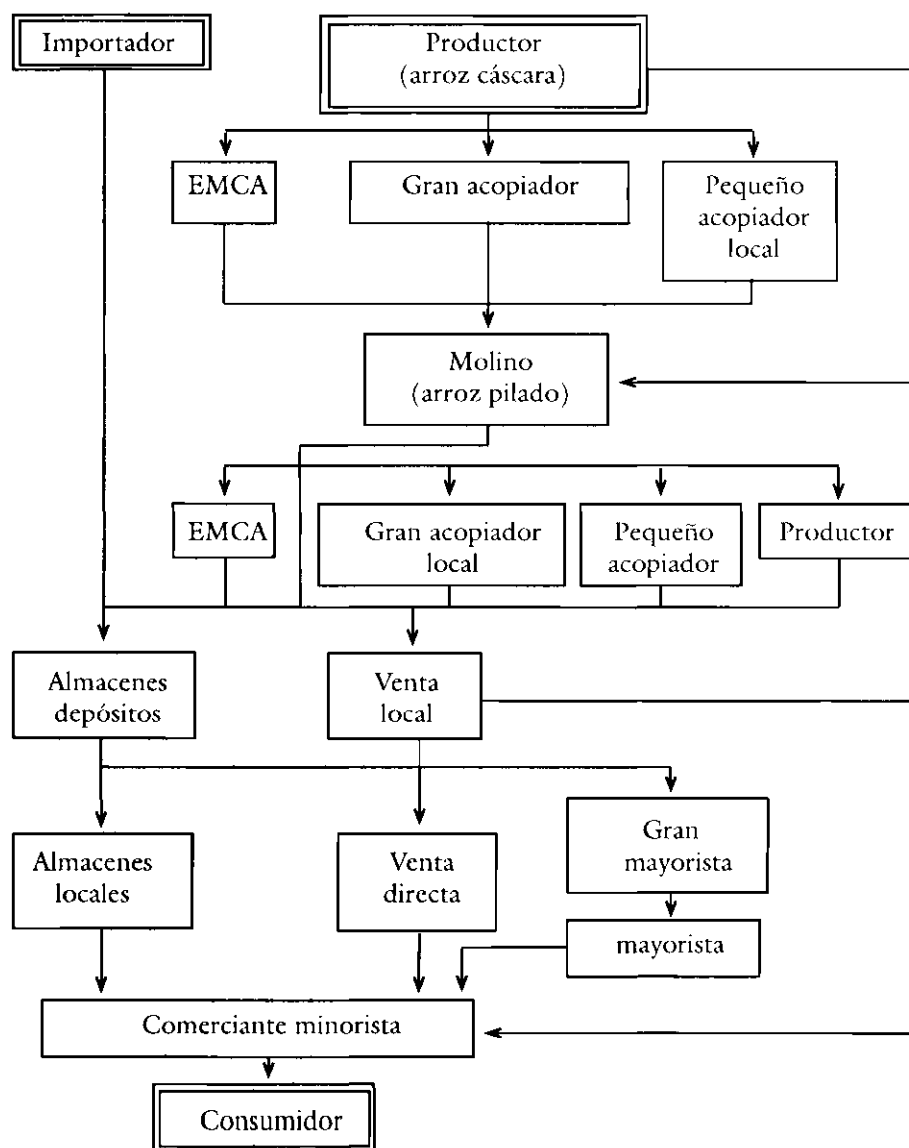 Importador
Productor
(arroz cáscara)
EMCA
Gran acopiador
Pequeño
acopiador
local
Molino
(arroz pilado)
EMCA
Gran acopiador
local
Pequeño
acopiador
Productor
Almacenes
depósitos
Venta
local
Almacenes
locales
Venta
directa
Gran
mayorista
mayorista
Comerciante minorista
Consumidor